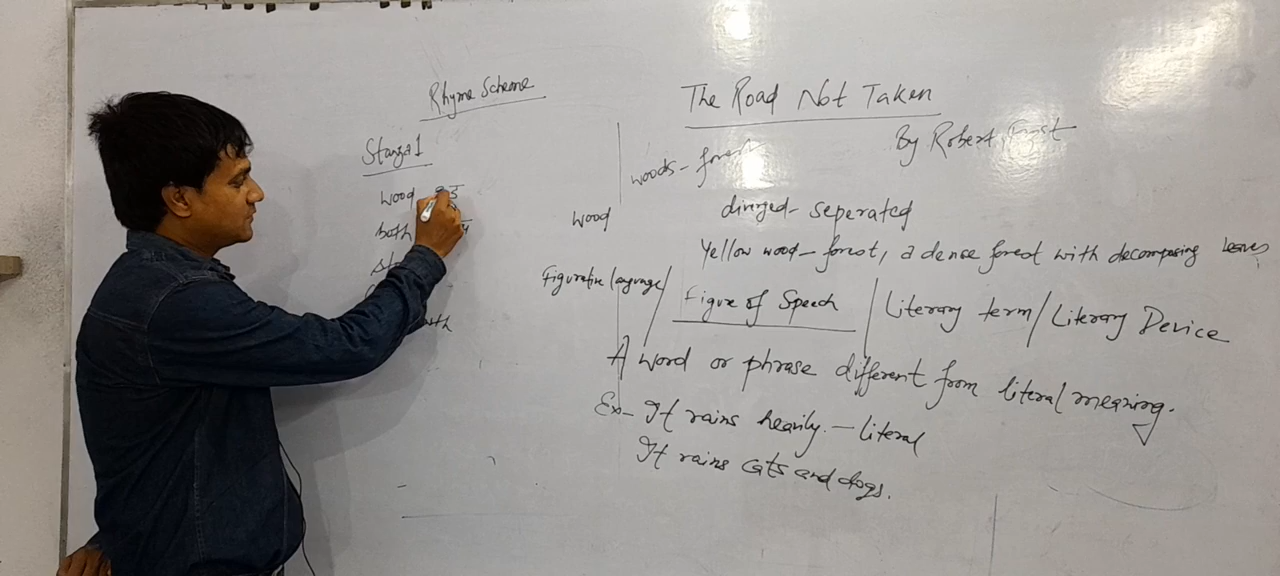 Rhyme Scheme
Stanza 1
wood
both
The Road Not Taken
By Robert Frost
woods - forest
wood
diverged - seperated
Yellow wood - forest, a dense forest with decomposing leaves
Figurative language / Figure of Speech / Literary term / Literary Device
A word or phrase different from literal meaning.
Ex- It rains heavily. - literal
It rains cats and dogs.